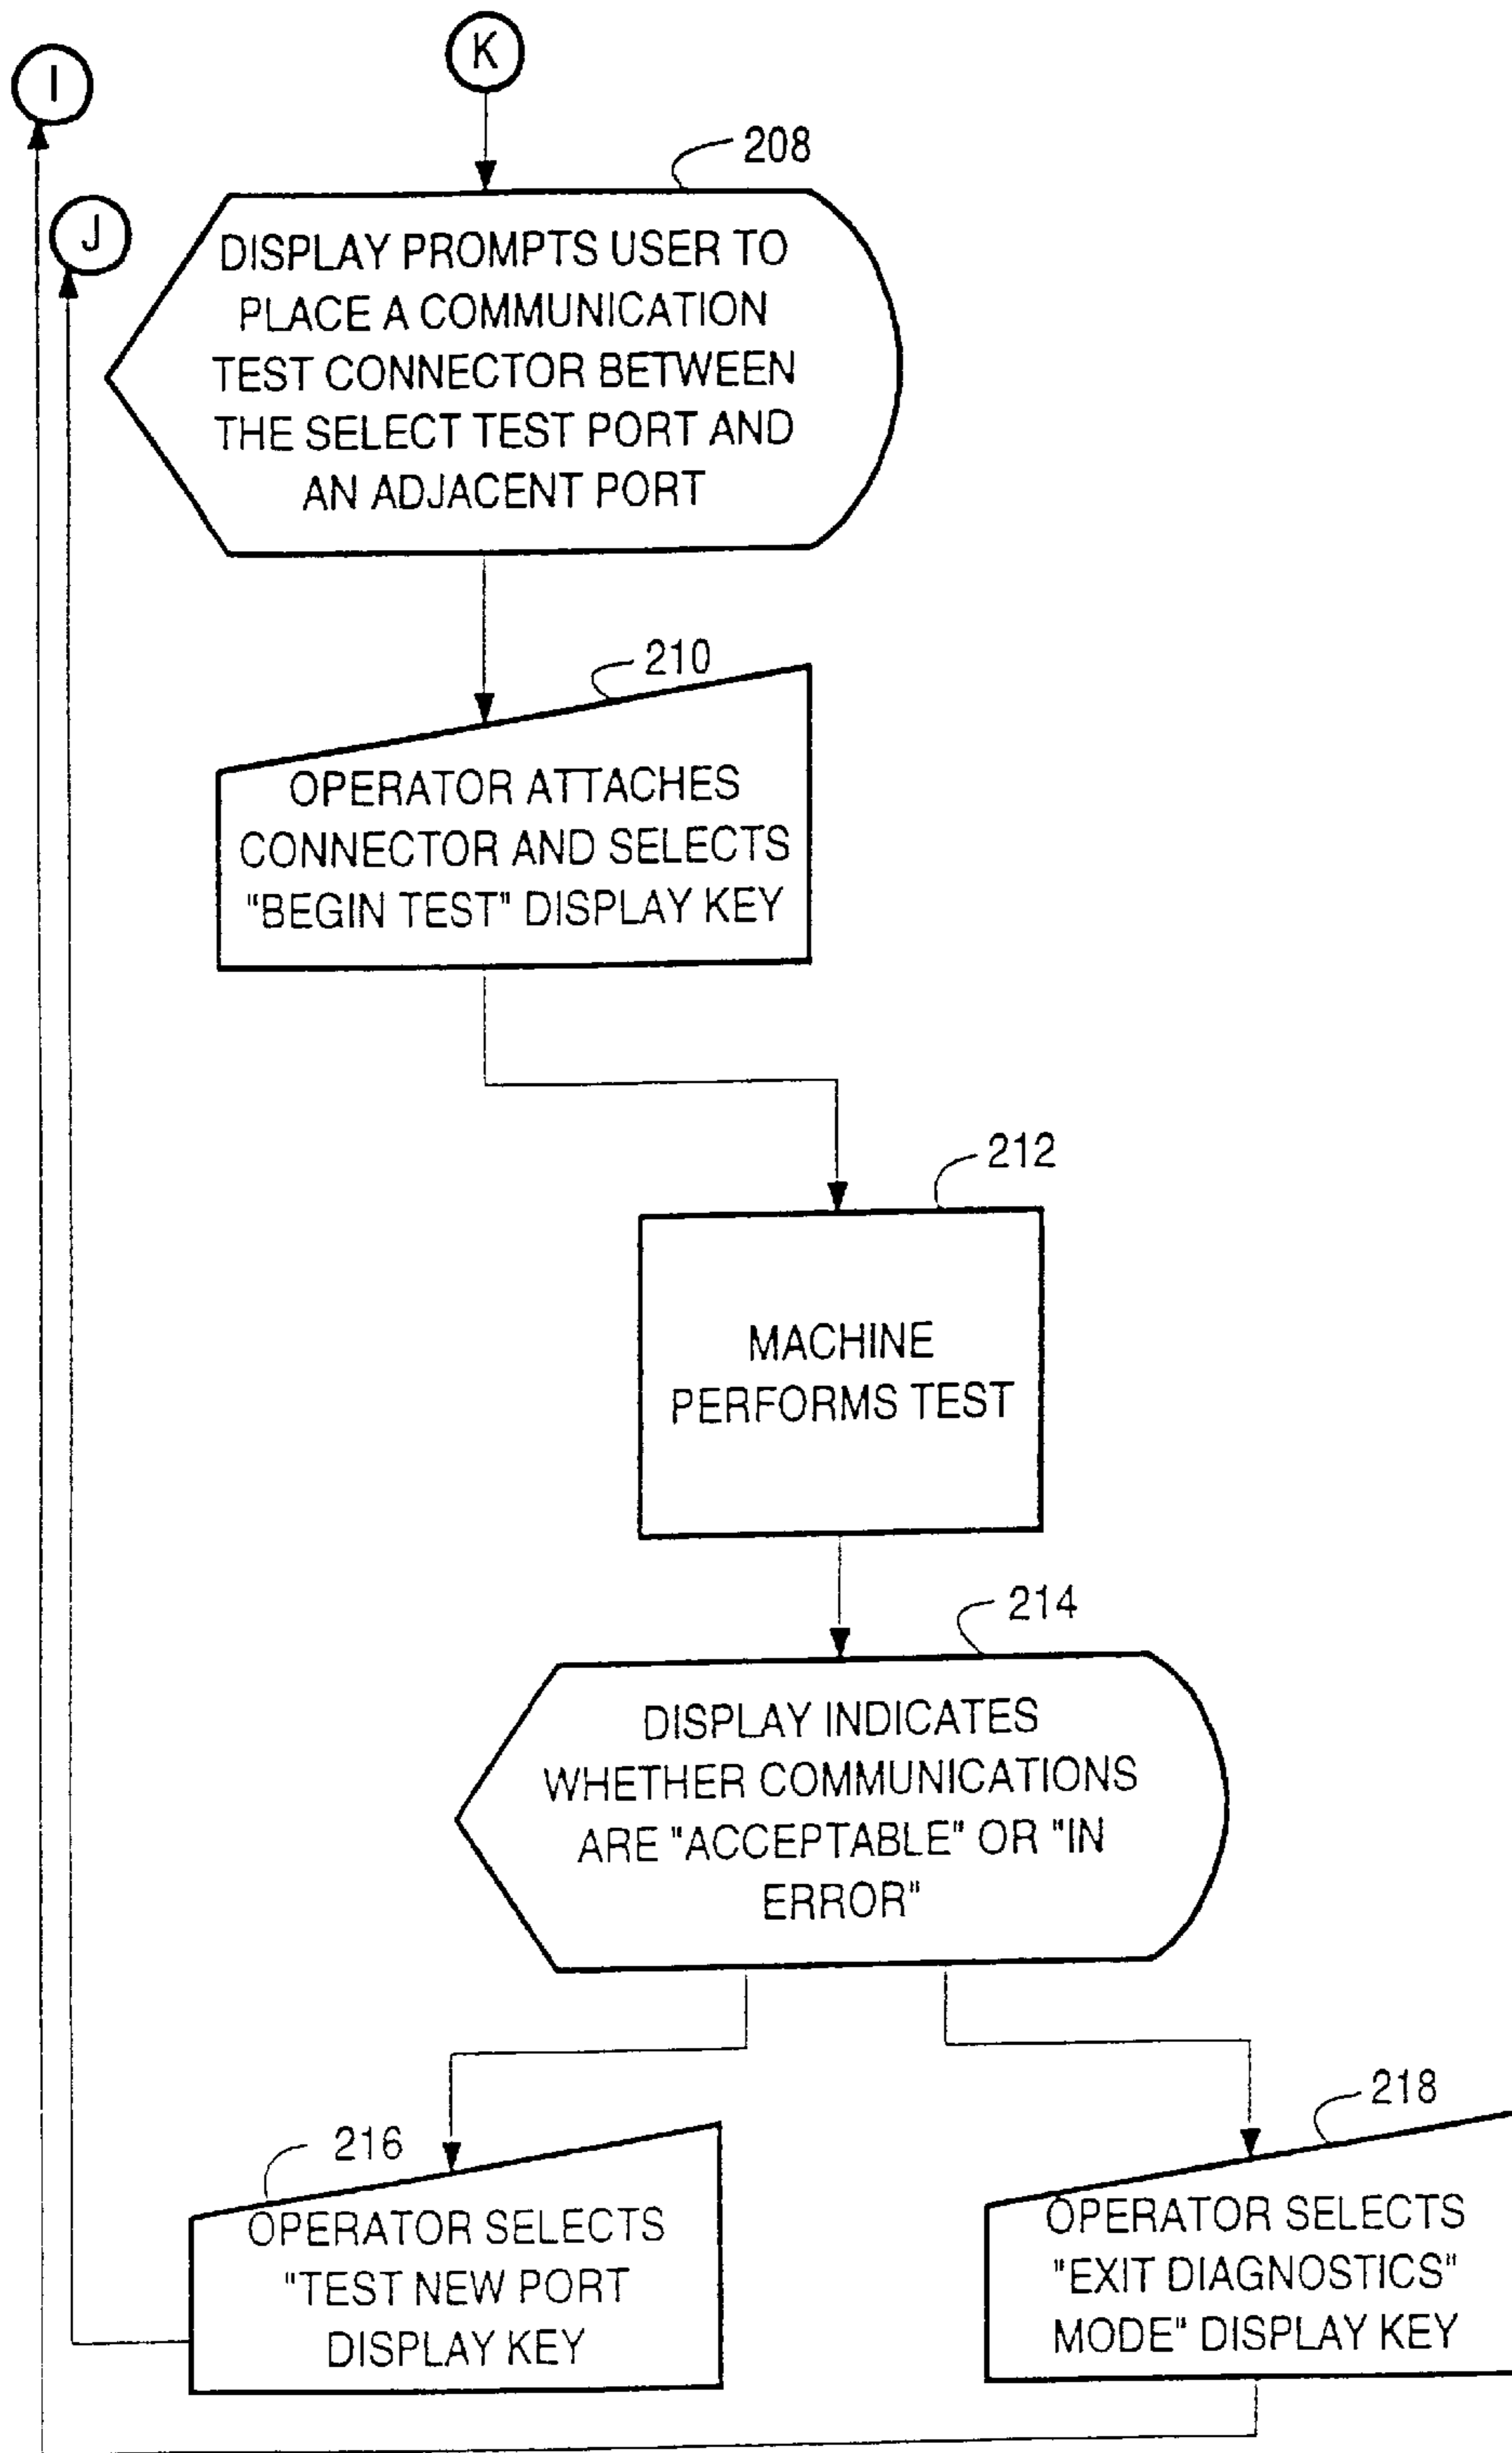 K
I
208
J
DISPLAY PROMPTS USER TO
PLACE A COMMUNICATION
TEST CONNECTOR BETWEEN
THE SELECT TEST PORT AND
AN ADJACENT PORT
210
OPERATOR ATTACHES
CONNECTOR AND SELECTS
"BEGIN TEST" DISPLAY KEY
212
MACHINE
PERFORMS TEST
214
DISPLAY INDICATES
WHETHER COMMUNICATIONS
ARE "ACCEPTABLE" OR "IN
ERROR"
216
OPERATOR SELECTS
"TEST NEW PORT
DISPLAY KEY
218
OPERATOR SELECTS
"EXIT DIAGNOSTICS"
MODE" DISPLAY KEY